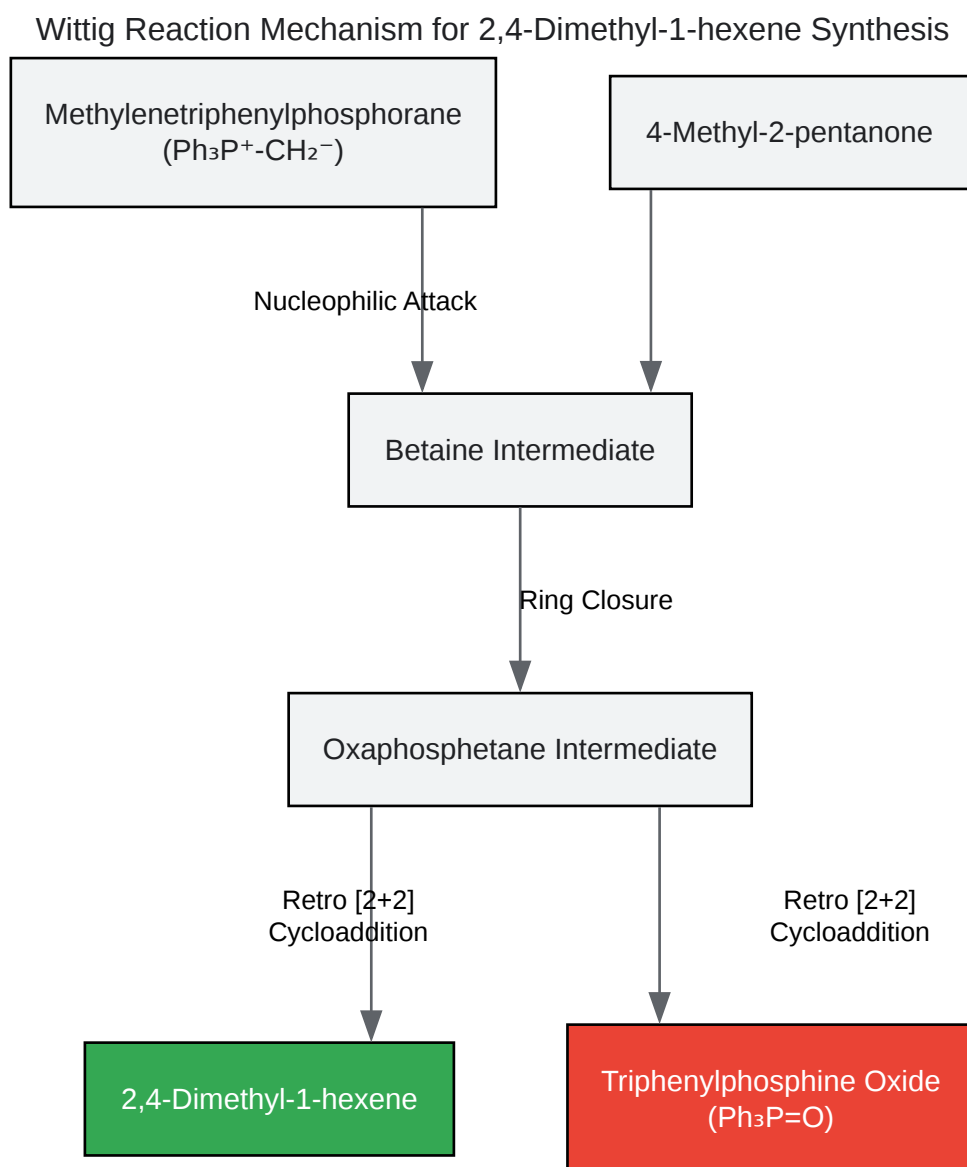 Wittig Reaction Mechanism for 2,4-Dimethyl-1-hexene Synthesis
Methylenetriphenylphosphorane
(Ph₃P⁺-CH₂⁻)
4-Methyl-2-pentanone
Nucleophilic Attack
Betaine Intermediate
Ring Closure
Oxaphosphetane Intermediate
Retro [2+2]
Cycloaddition
Retro [2+2]
Cycloaddition
2,4-Dimethyl-1-hexene
Triphenylphosphine Oxide
(Ph₃P=O)